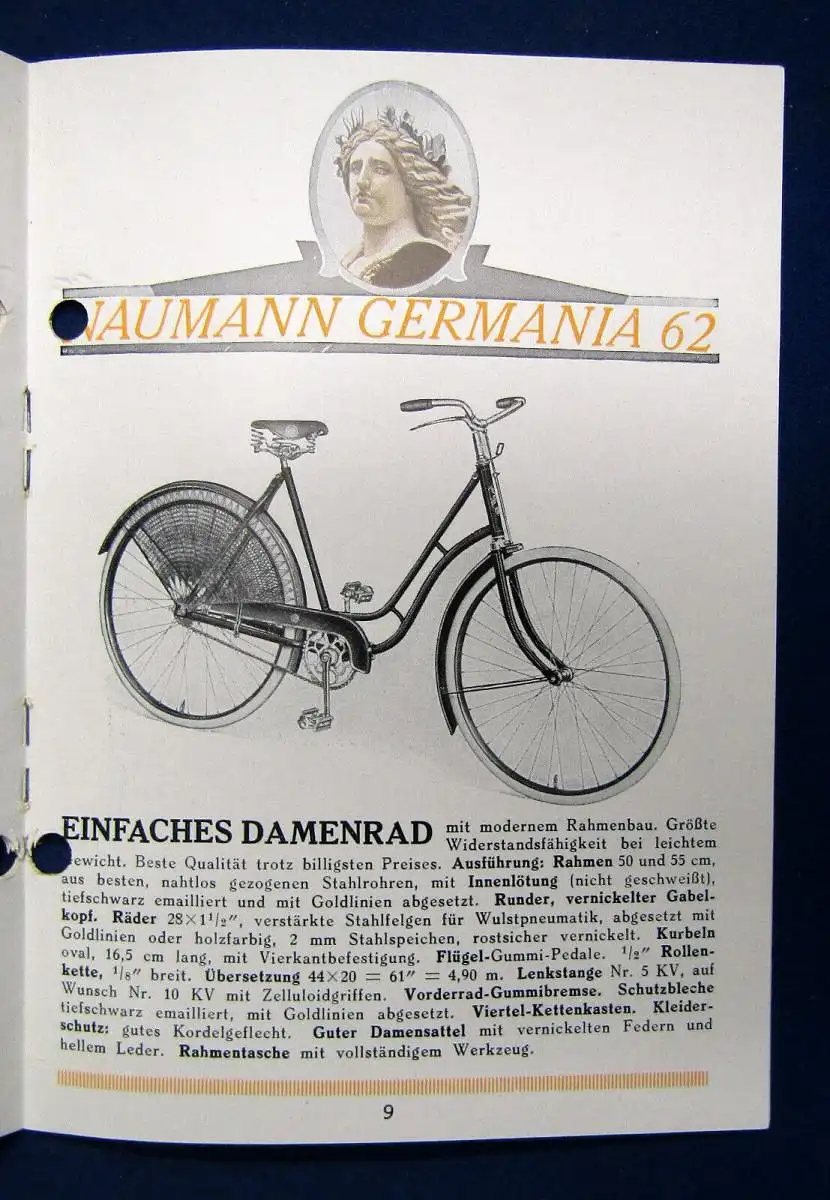 NAUMANN GERMANIA 62
EINFACHES DAMENRAD mit modernem Rahmenbau. Größte
Widerstandsfähigkeit bei leichtem
Gewicht. Beste Qualität trotz billigsten Preises. Ausführung: Rahmen 50 und 55 cm,
aus besten, nahtlos gezogenen Stahlrohren, mit Innenlötung (nicht geschweißt),
tiefschwarz emailliert und mit Goldlinien abgesetzt. Runder, vernickelter Gabel-
kopf. Räder 28×1¹/₂″, verstärkte Stahlfelgen für Wulstpneumatik, abgesetzt mit
Goldlinien oder holzfarbig, 2 mm Stahlspeichen, rostsicher vernickelt. Kurbeln
oval, 16,5 cm lang, mit Vierkantbefestigung. Flügel-Gummi-Pedale. ¹/₂″ Rollen-
kette, ¹/₈″ breit. Übersetzung 44×20 = 61″ = 4,90 m. Lenkstange Nr. 5 KV, auf
Wunsch Nr. 10 KV mit Zelluloidgriffen. Vorderrad-Gummibremse. Schutzbleche
tiefschwarz emailliert, mit Goldlinien abgesetzt. Viertel-Kettenkasten. Kleider-
schutz: gutes Kordelgeflecht. Guter Damensattel mit vernickelten Federn und
hellem Leder. Rahmentasche mit vollständigem Werkzeug.
9